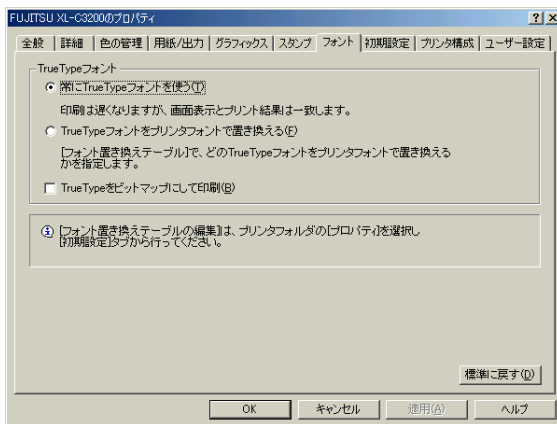 FUJITSU XL-C3200のプロパティ
全般 詳細 色の管理 用紙/出力 グラフィックス スタンプ フォント 初期設定 プリンタ構成 ユーザー設定
TrueTypeフォント
常にTrueTypeフォントを使う(T)
印刷は遅くなりますが、画面表示とプリント結果は一致します。
TrueTypeフォントをプリンタフォントで置き換える(F)
[フォント置き換えテーブル]で、どのTrueTypeフォントをプリンタフォントで置き換える
かを指定します。
TrueTypeをビットマップにして印刷(B)
[フォント置き換えテーブルの編集]は、プリンタフォルダの[プロパティ]を選択し
[初期設定]タブから行ってください。
標準に戻す(D)
OK キャンセル 適用(A) ヘルプ